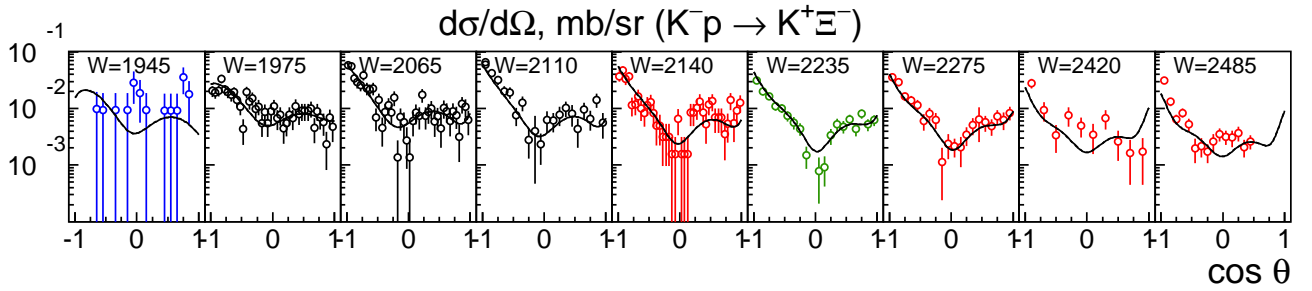 dσ/dΩ, mb/sr (K⁻p → K⁺Ξ⁻)
10⁻¹
W=1945 W=1975 W=2065 W=2110 W=2140 W=2235 W=2275 W=2420 W=2485
10⁻²
10⁻³
-1 0 1-1 0 1-1 0 1-1 0 1-1 0 1-1 0 1-1 0 1-1 0 1-1 0 1
cos θ